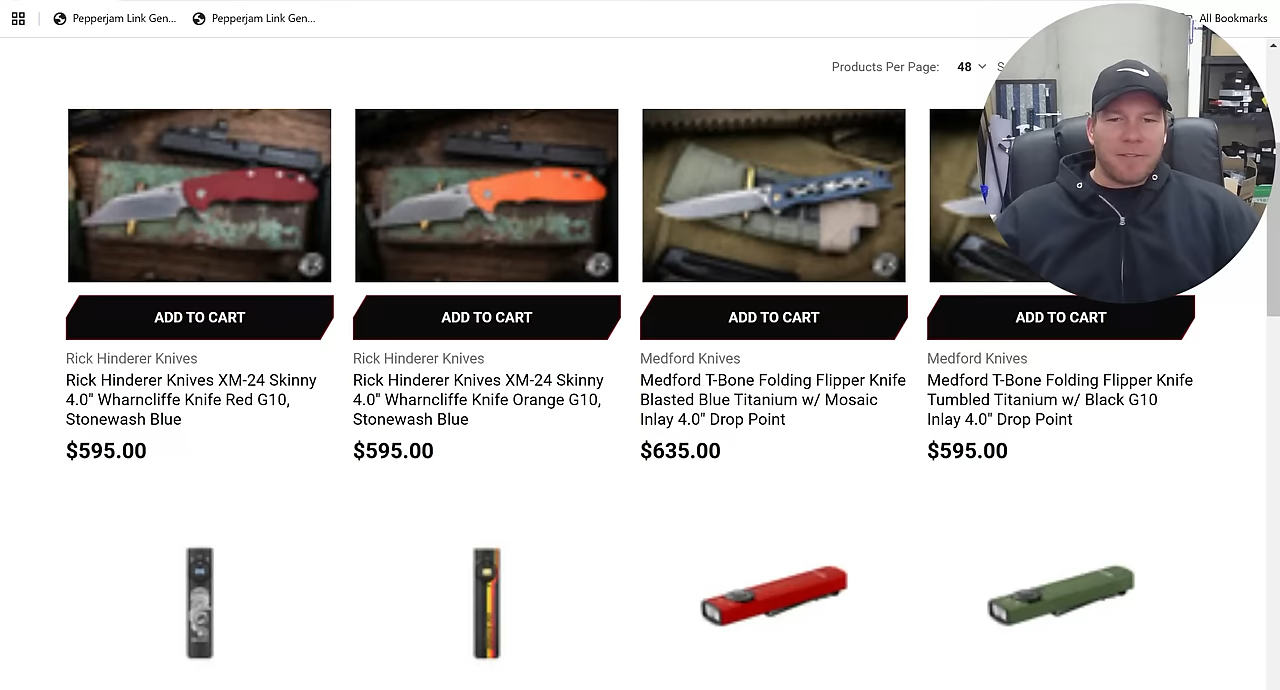 Pepperjam Link Gen...
Pepperjam Link Gen...
All Bookmarks
Products Per Page:
48
S
ADD TO CART
ADD TO CART
ADD TO CART
ADD TO CART
Rick Hinderer Knives
Rick Hinderer Knives XM-24 Skinny
4.0" Wharncliffe Knife Red G10,
Stonewash Blue
$595.00
Rick Hinderer Knives
Rick Hinderer Knives XM-24 Skinny
4.0" Wharncliffe Knife Orange G10,
Stonewash Blue
$595.00
Medford Knives
Medford T-Bone Folding Flipper Knife
Blasted Blue Titanium w/ Mosaic
Inlay 4.0" Drop Point
$635.00
Medford Knives
Medford T-Bone Folding Flipper Knife
Tumbled Titanium w/ Black G10
Inlay 4.0" Drop Point
$595.00